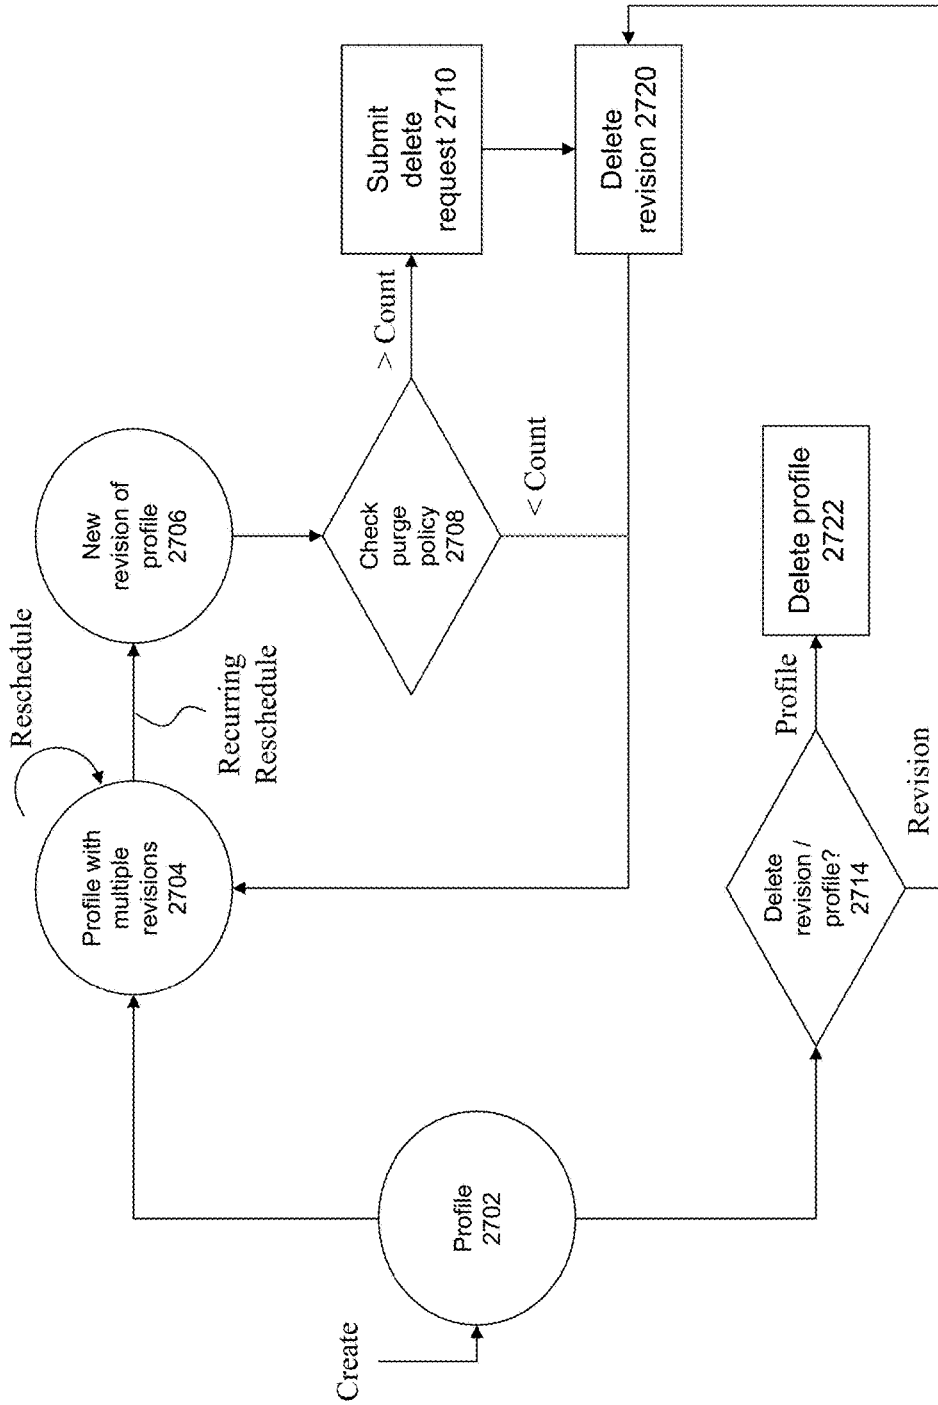 Create
Profile
2702
Reschedule
Profile with
multiple
revisions
2704
Recurring
Reschedule
New
revision of
profile
2706
Check
purge
policy
2708
> Count
< Count
Submit
delete
request 2710
Delete
revision 2720
Delete
revision /
profile?
2714
Profile
Revision
Delete profile
2722